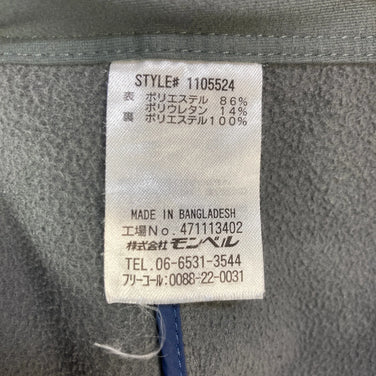 STYLE# 1105524
表 ポリエステル 86%
ポリウレタン 14%
裏 ポリエステル100%
MADE IN BANGLADESH
工場No.471113402
株式会社 モンベル
TEL.06-6531-3544
フリーコール:0088-22-0031